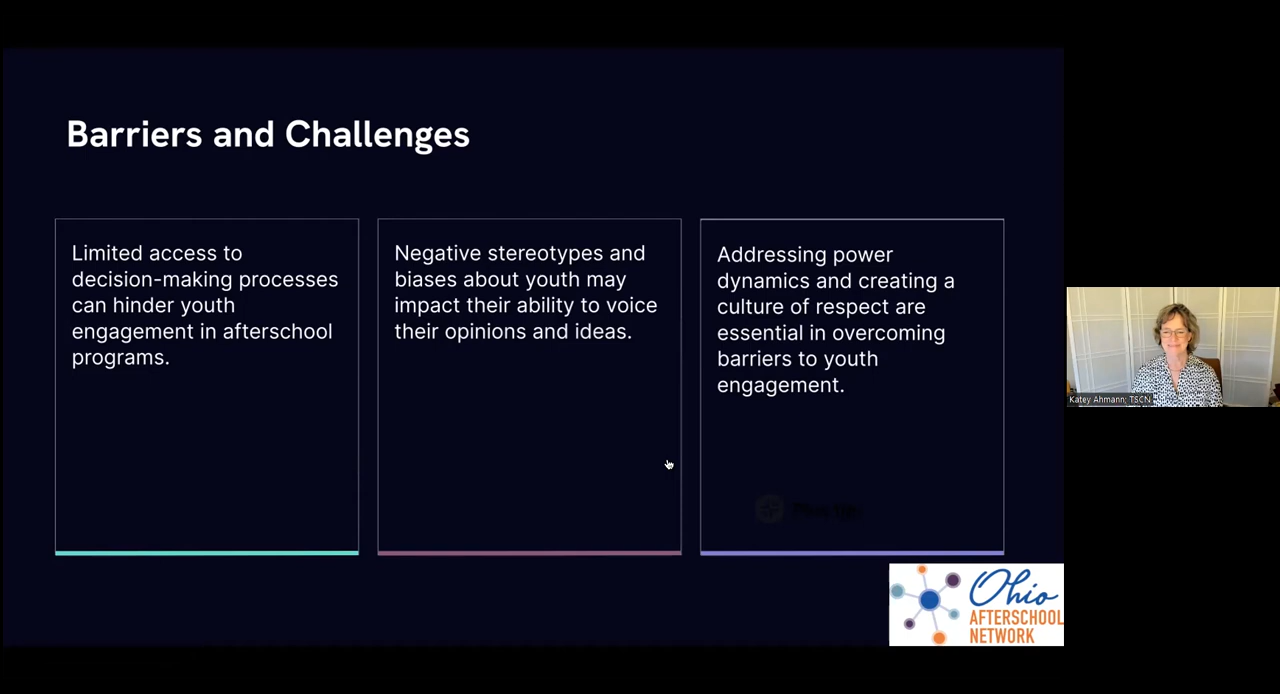 Barriers and Challenges
Limited access to
decision-making processes
can hinder youth
engagement in afterschool
programs.
Negative stereotypes and
biases about youth may
impact their ability to voice
their opinions and ideas.
Addressing power
dynamics and creating a
culture of respect are
essential in overcoming
barriers to youth
engagement.
Katey Ahmann; TSCN
Ohio
AFTERSCHOOL
NETWORK